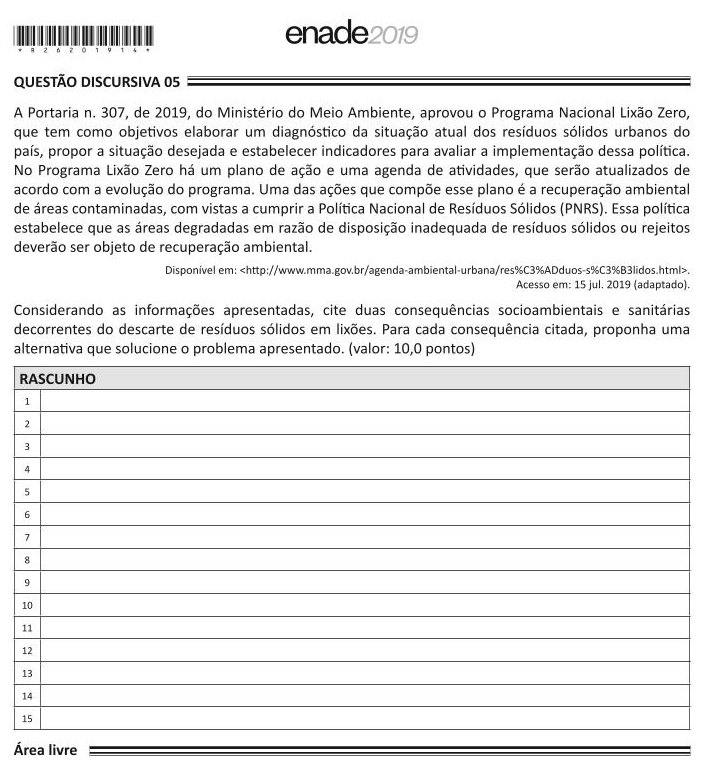 *R2620191 4*
enade2019
QUESTÃO DISCURSIVA 05
A Portaria n. 307, de 2019, do Ministério do Meio Ambiente, aprovou o Programa Nacional Lixão Zero,
que tem como objetivos elaborar um diagnóstico da situação atual dos resíduos sólidos urbanos do
país, propor a situação desejada e estabelecer indicadores para avaliar a implementação dessa política.
No Programa Lixão Zero há um plano de ação e uma agenda de atividades, que serão atualizados de
acordo com a evolução do programa. Uma das ações que compõe esse plano é a recuperação ambiental
de áreas contaminadas, com vistas a cumprir a Política Nacional de Resíduos Sólidos (PNRS). Essa política
estabelece que as áreas degradadas em razão de disposição inadequada de resíduos sólidos ou rejeitos
deverão ser objeto de recuperação ambiental.
Disponível em: <http://www.mma.gov.br/agenda-ambiental-urbana/res%C3%ADduos-s%C3%B3lidos.html>.
Acesso em: 15 jul. 2019 (adaptado).
Considerando as informações apresentadas, cite duas consequências socioambientais e sanitárias
decorrentes do descarte de resíduos sólidos em lixões. Para cada consequência citada, proponha uma
alternativa que solucione o problema apresentado. (valor: 10,0 pontos)
RASCUNHO
1
2
3
4
5
6
7
8
9
10
11
12
13
14
15
Área livre